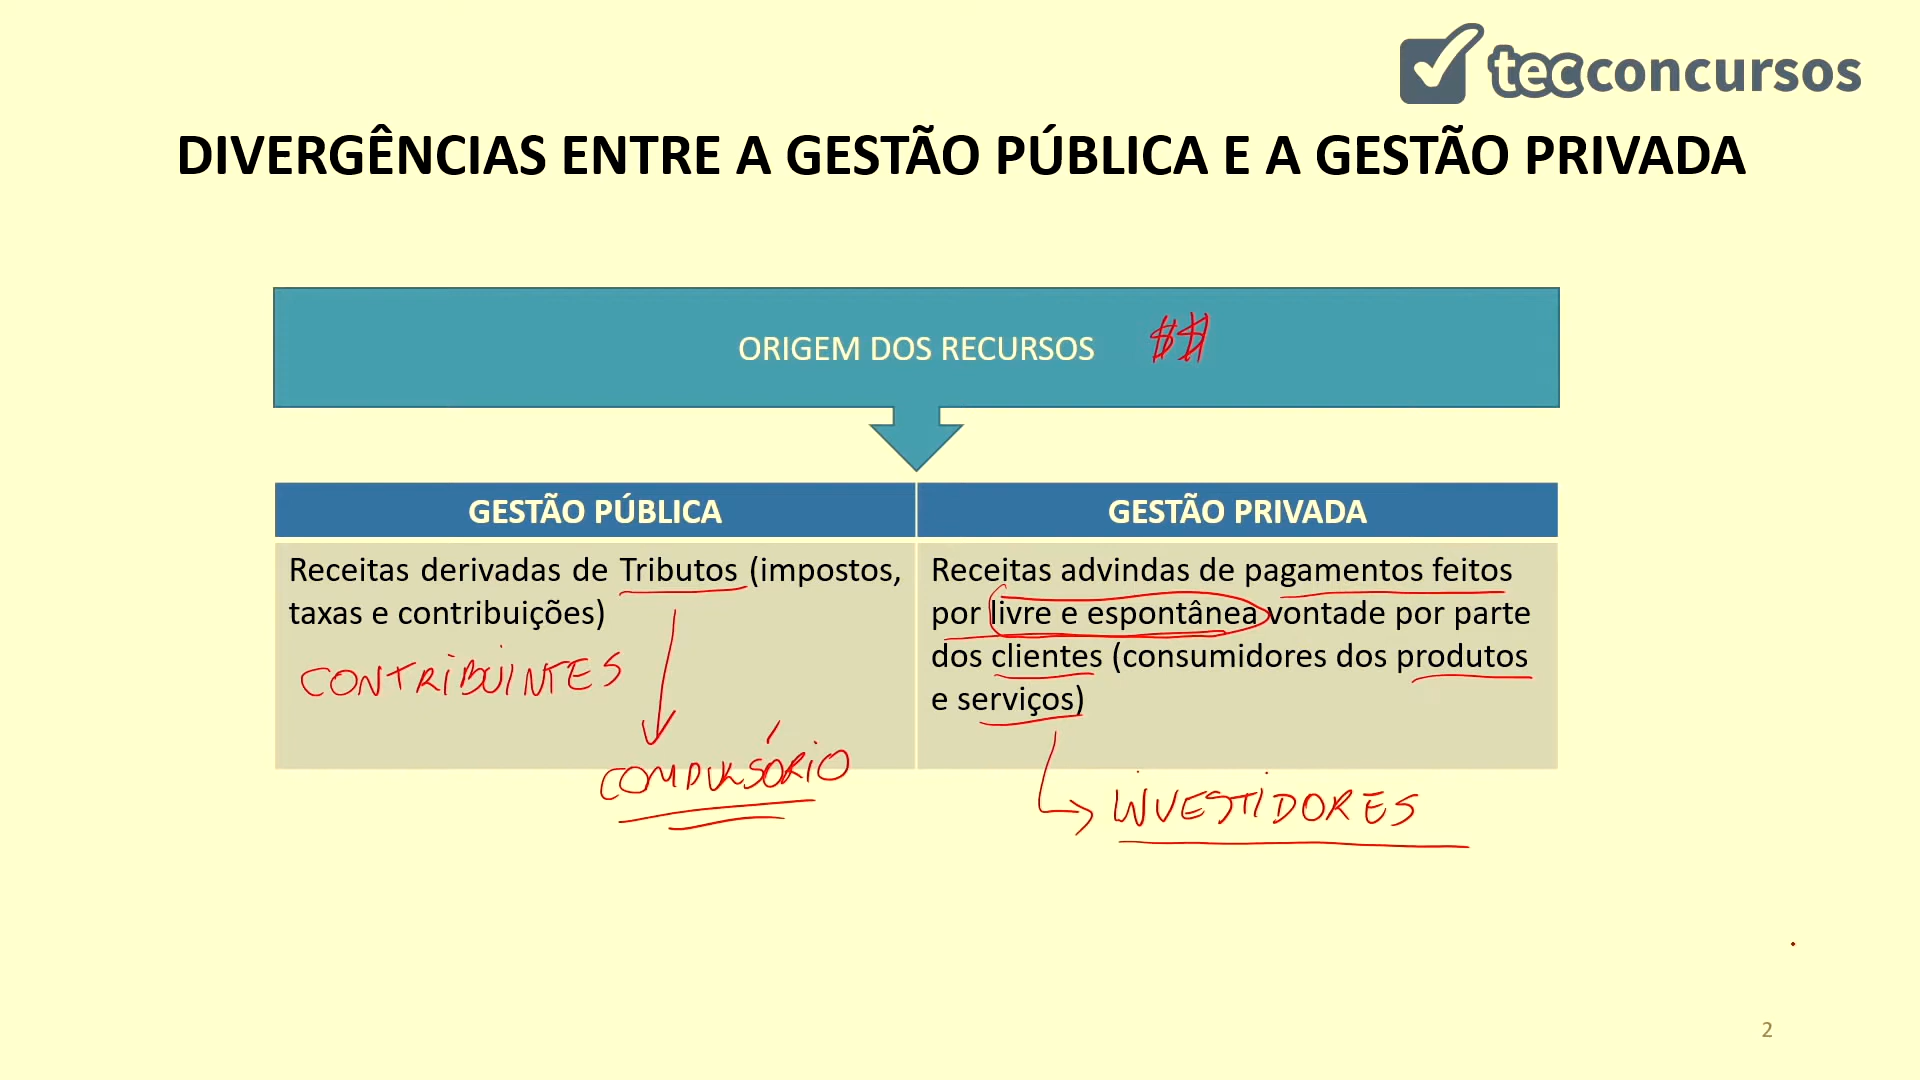 tecconcursos
DIVERGÊNCIAS ENTRE A GESTÃO PÚBLICA E A GESTÃO PRIVADA
ORIGEM DOS RECURSOS $$
GESTÃO PÚBLICA
Receitas derivadas de Tributos (impostos,
taxas e contribuições)
CONTRIBUINTES
COMPULSÓRIO
GESTÃO PRIVADA
Receitas advindas de pagamentos feitos
por livre e espontânea vontade por parte
dos clientes (consumidores dos produtos
e serviços)
INVESTIDORES
2